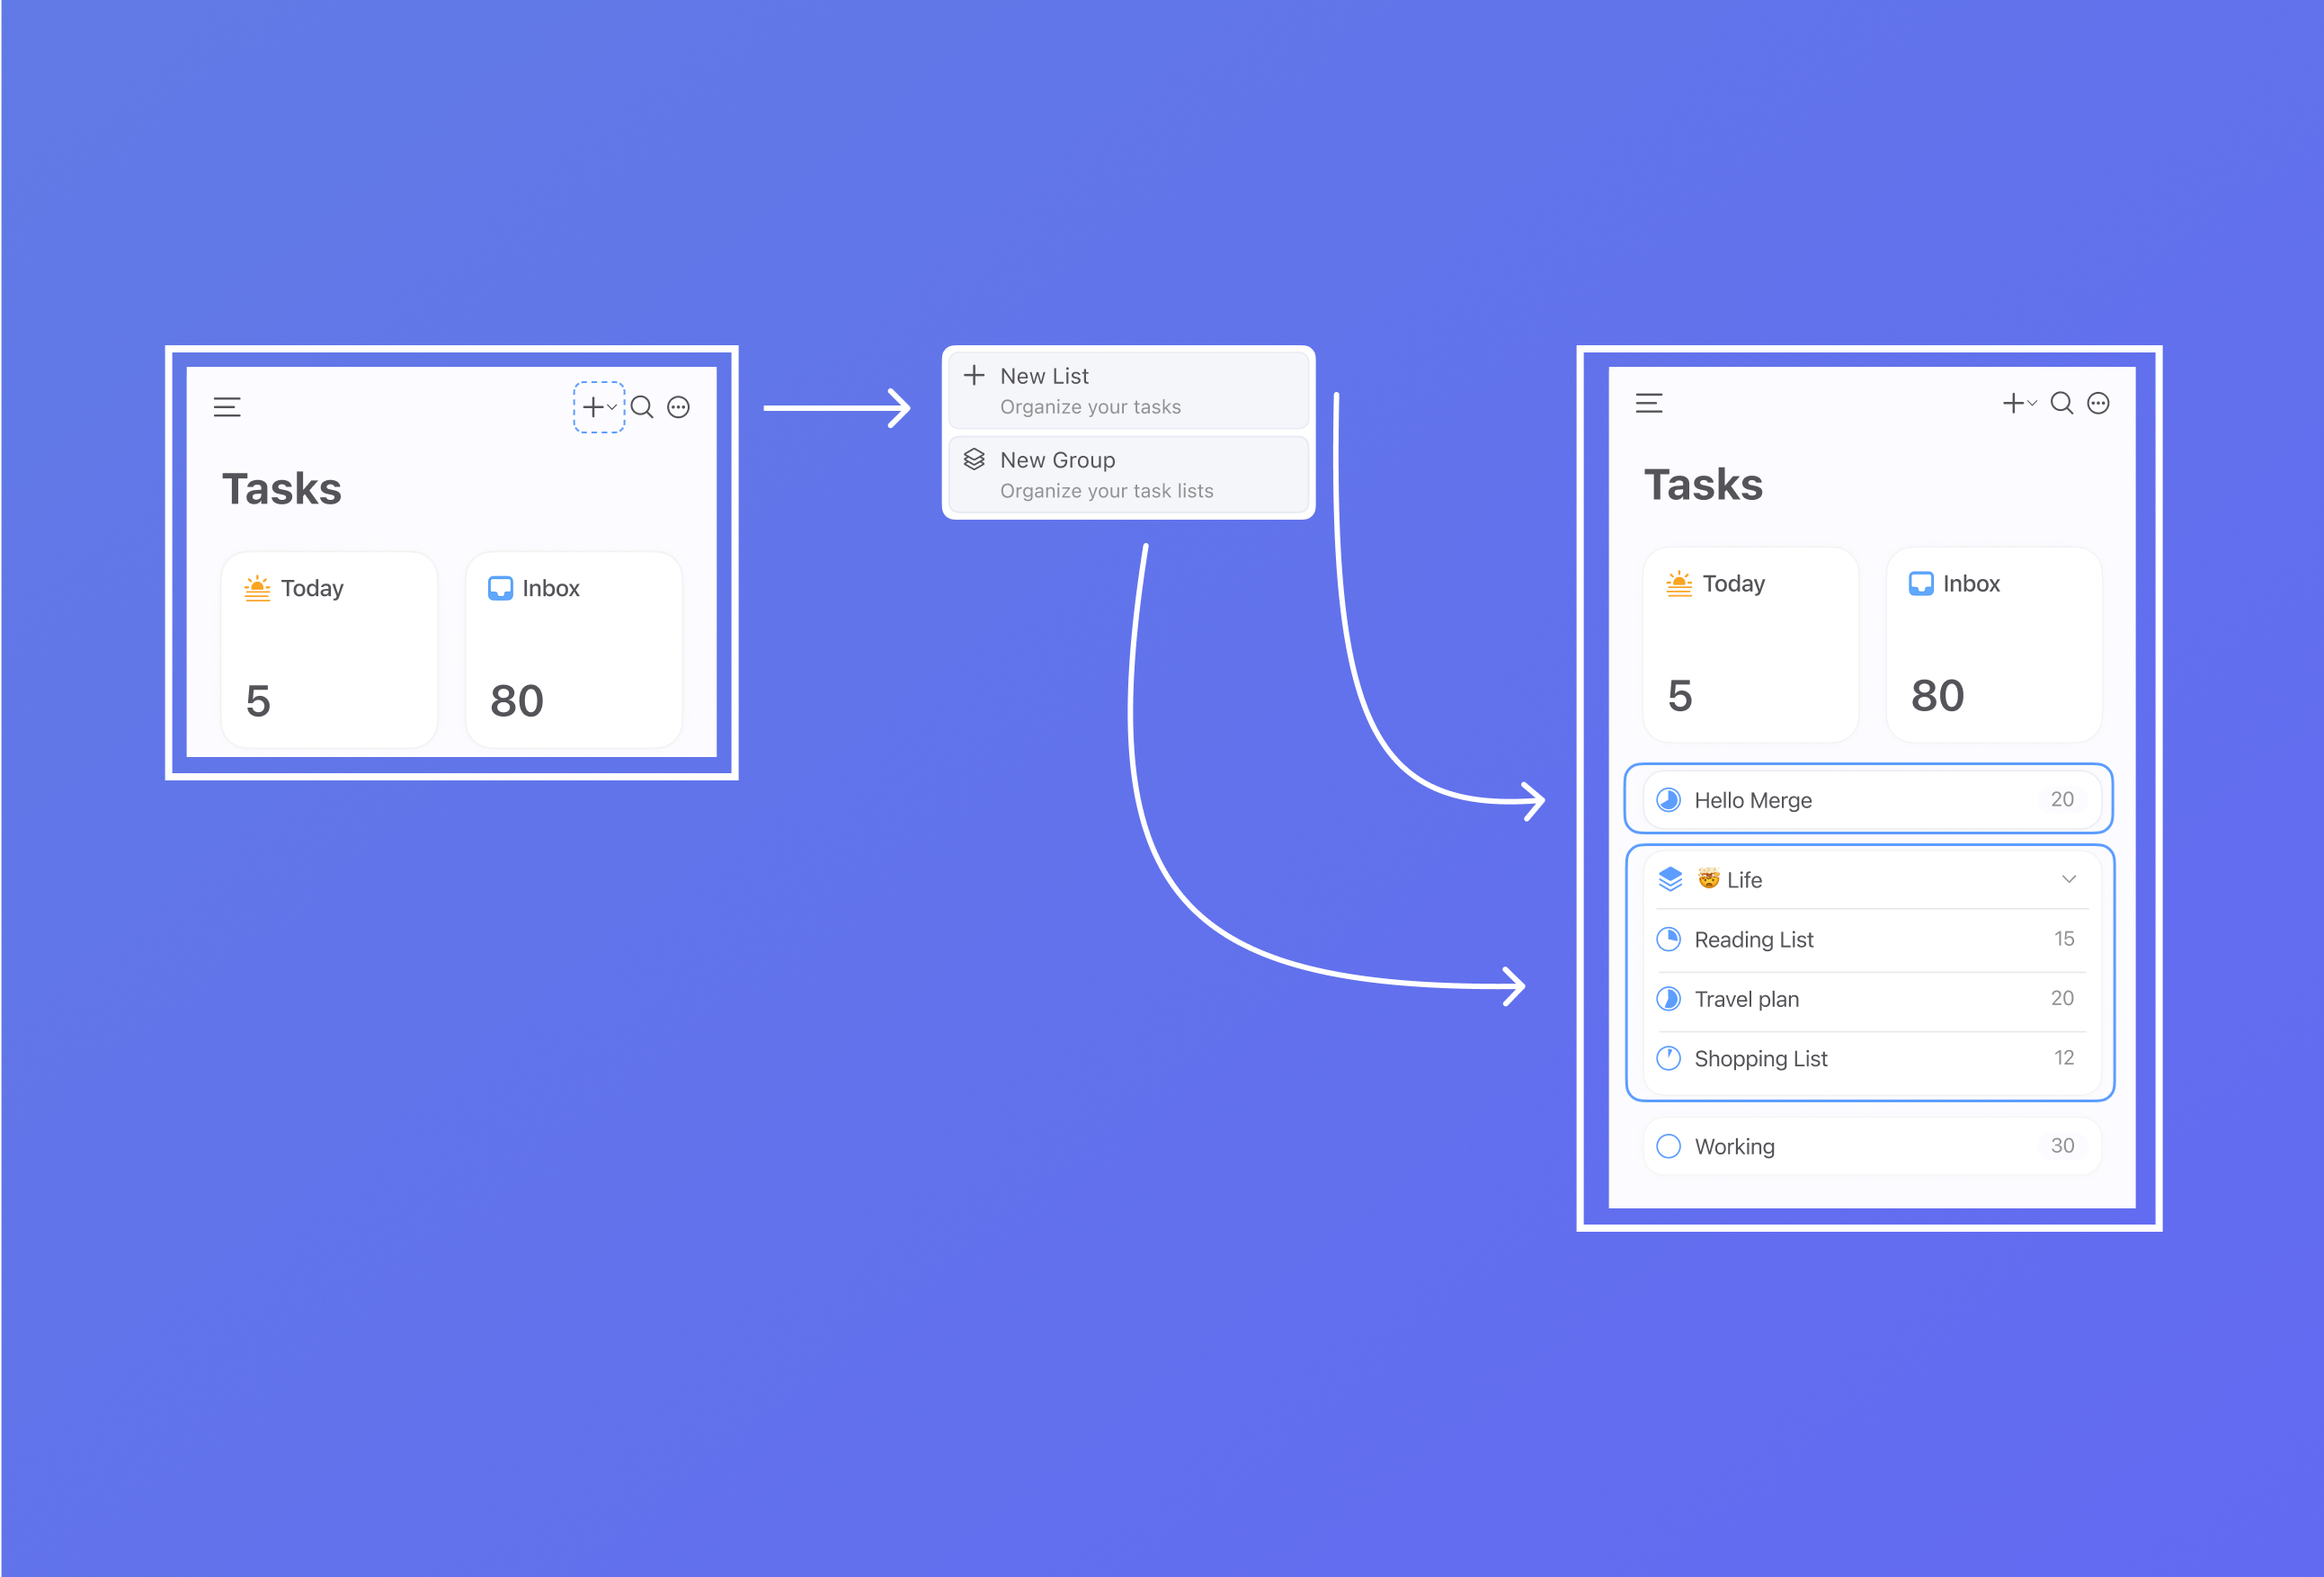 Tasks
Today
Inbox
5
80
New List
Organize your tasks
New Group
Organize your task lists
Tasks
Today
Inbox
5
80
Hello Merge 20
🤯 Life
Reading List 15
Travel plan 20
Shopping List 12
Working 30